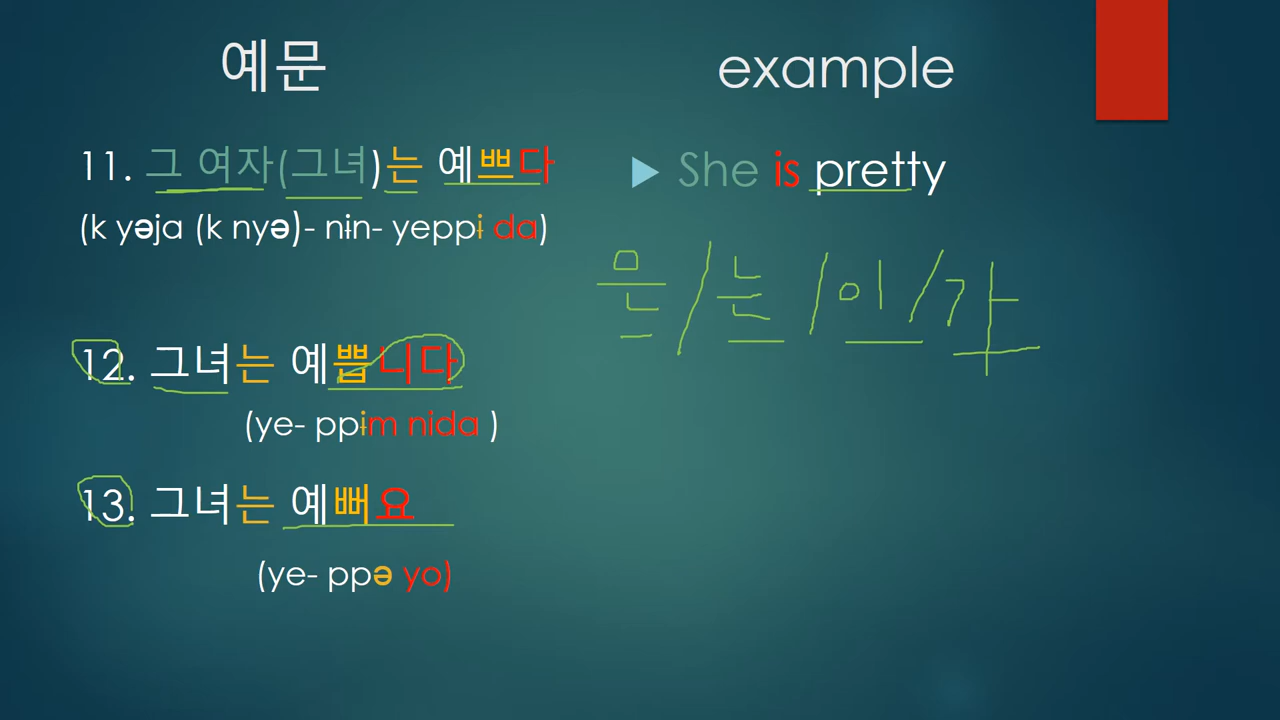 예문
example
11. 그 여자(그녀)는 예쁘다
(k yəja (k nyə)- nɨn- yeppɨ da)
She is pretty
은/는/이/가
12. 그녀는 예쁩니다
(ye- ppɨm nida )
13. 그녀는 예뻐요
(ye- ppə yo)